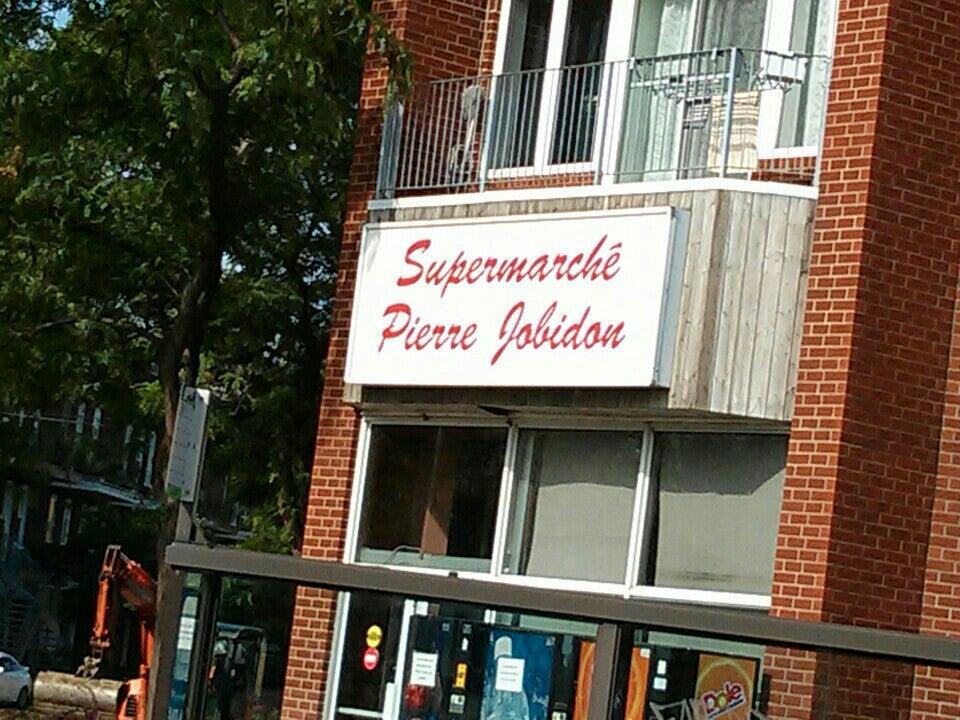 Supermarché
Pierre Jobidon
Dole